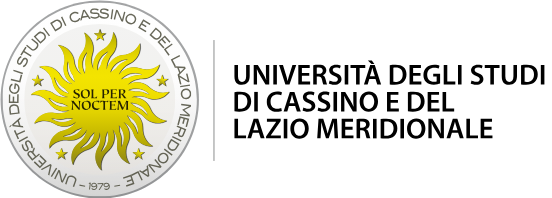 UNIVERSITÀ DEGLI STUDI DI CASSINO E DEL LAZIO MERIDIONALE
SOL PER
NOCTEM
- 1979 -
UNIVERSITÀ DEGLI STUDI
DI CASSINO E DEL
LAZIO MERIDIONALE